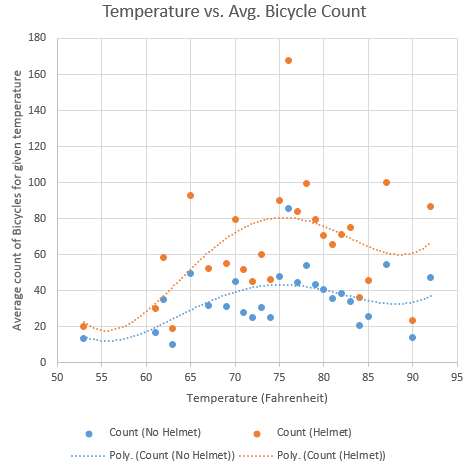 Temperature vs. Avg. Bicycle Count
Average count of Bicycles for given temperature
180
160
140
120
100
80
60
40
20
0
50 55 60 65 70 75 80 85 90 95
Temperature (Fahrenheit)
Count (No Helmet) Count (Helmet)
Poly. (Count (No Helmet)) Poly. (Count (Helmet))